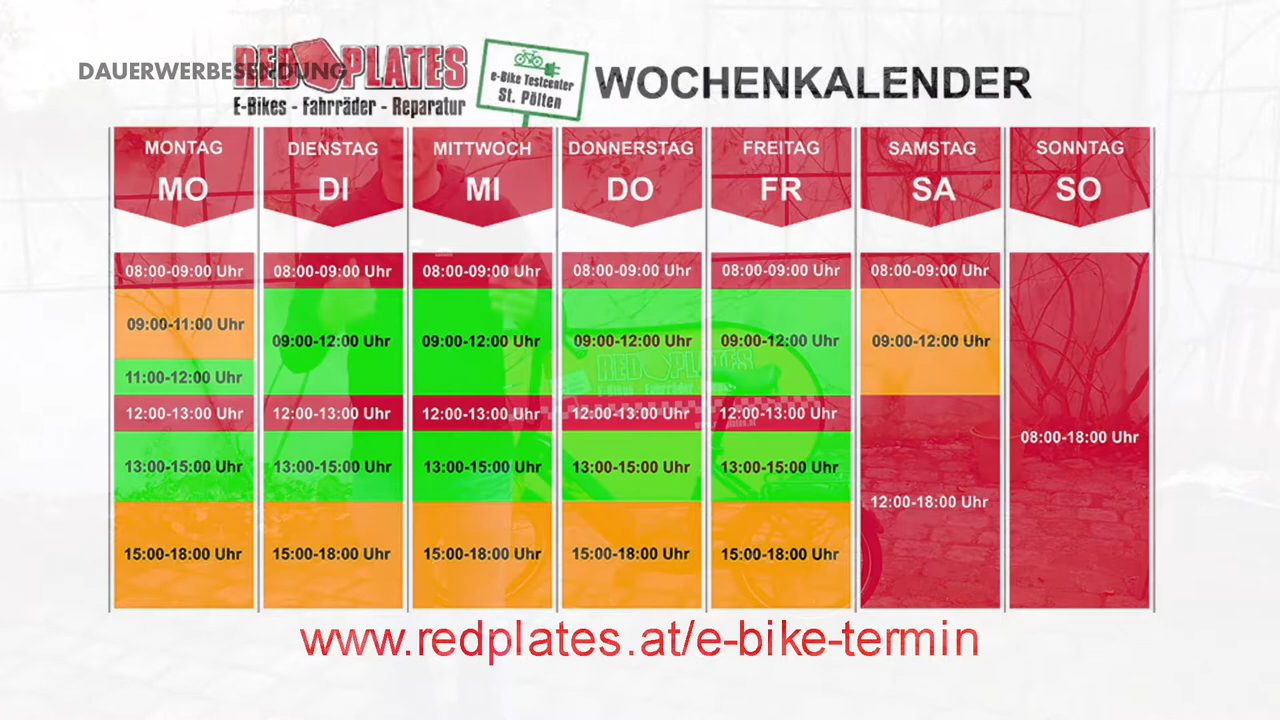 DAUERWERBESENDUNG
RED PLATES
E-Bikes - Fahrräder - Reparatur
e-Bike Testcenter
St. Pölten
WOCHENKALENDER
MONTAG DIENSTAG MITTWOCH DONNERSTAG FREITAG SAMSTAG SONNTAG
MO DI MI DO FR SA SO
08:00-09:00 Uhr 08:00-09:00 Uhr 08:00-09:00 Uhr 08:00-09:00 Uhr 08:00-09:00 Uhr 08:00-09:00 Uhr
09:00-11:00 Uhr 09:00-12:00 Uhr 09:00-12:00 Uhr 09:00-12:00 Uhr 09:00-12:00 Uhr 09:00-12:00 Uhr
RED PLATES
11:00-12:00 Uhr
12:00-13:00 Uhr 12:00-13:00 Uhr 12:00-13:00 Uhr 12:00-13:00 Uhr 12:00-13:00 Uhr
08:00-18:00 Uhr
13:00-15:00 Uhr 13:00-15:00 Uhr 13:00-15:00 Uhr 13:00-15:00 Uhr 13:00-15:00 Uhr
12:00-18:00 Uhr
15:00-18:00 Uhr 15:00-18:00 Uhr 15:00-18:00 Uhr 15:00-18:00 Uhr 15:00-18:00 Uhr
www.redplates.at/e-bike-termin